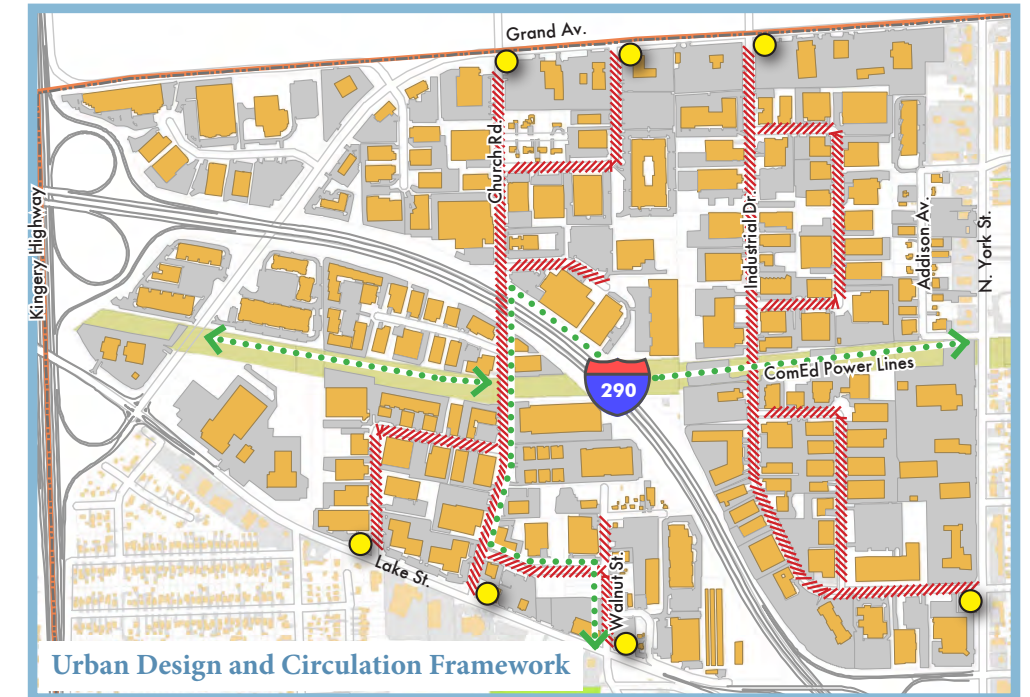 Grand Av.
Church Rd.
Industrial Dr.
Addison Av.
N. York St.
Kingery Highway
290
ComEd Power Lines
Lake St.
Walnut St.
Urban Design and Circulation Framework